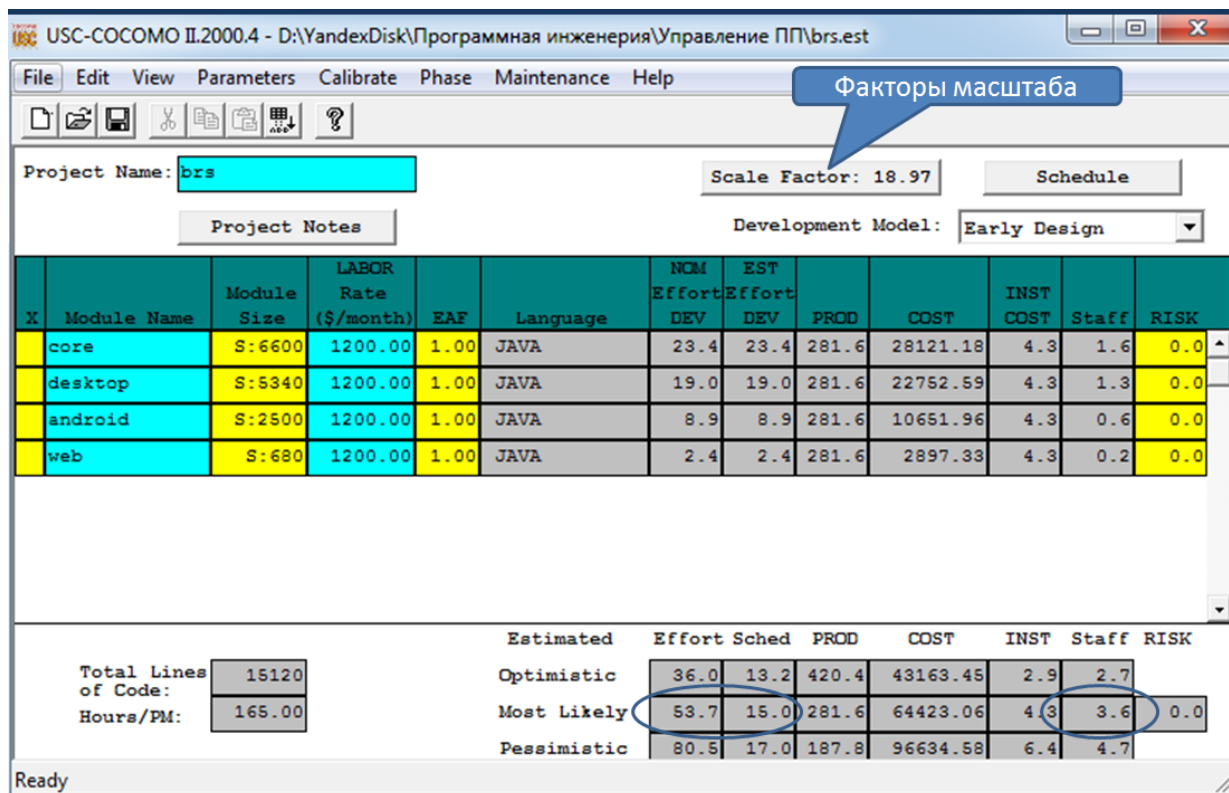 USC-COCOMO II.2000.4 - D:\YandexDisk\Программная инженерия\Управление ПП\brs.est
File Edit View Parameters Calibrate Phase Maintenance Help
Факторы масштаба
Project Name: brs
Scale Factor: 18.97
Schedule
Project Notes
Development Model: Early Design
X Module Name Module Size LABOR Rate ($/month) EAF Language NOM Effort DEV EST Effort DEV PROD COST INST COST Staff RISK
core S:6600 1200.00 1.00 JAVA 23.4 23.4 281.6 28121.18 4.3 1.6 0.0
desktop S:5340 1200.00 1.00 JAVA 19.0 19.0 281.6 22752.59 4.3 1.3 0.0
android S:2500 1200.00 1.00 JAVA 8.9 8.9 281.6 10651.96 4.3 0.6 0.0
web S:680 1200.00 1.00 JAVA 2.4 2.4 281.6 2897.33 4.3 0.2 0.0
Estimated Effort Sched PROD COST INST Staff RISK
Total Lines of Code: 15120
Optimistic 36.0 13.2 420.4 43163.45 2.9 2.7
Hours/PM: 165.00
Most Likely 53.7 15.0 281.6 64423.06 4.3 3.6 0.0
Pessimistic 80.5 17.0 187.8 96634.58 6.4 4.7
Ready